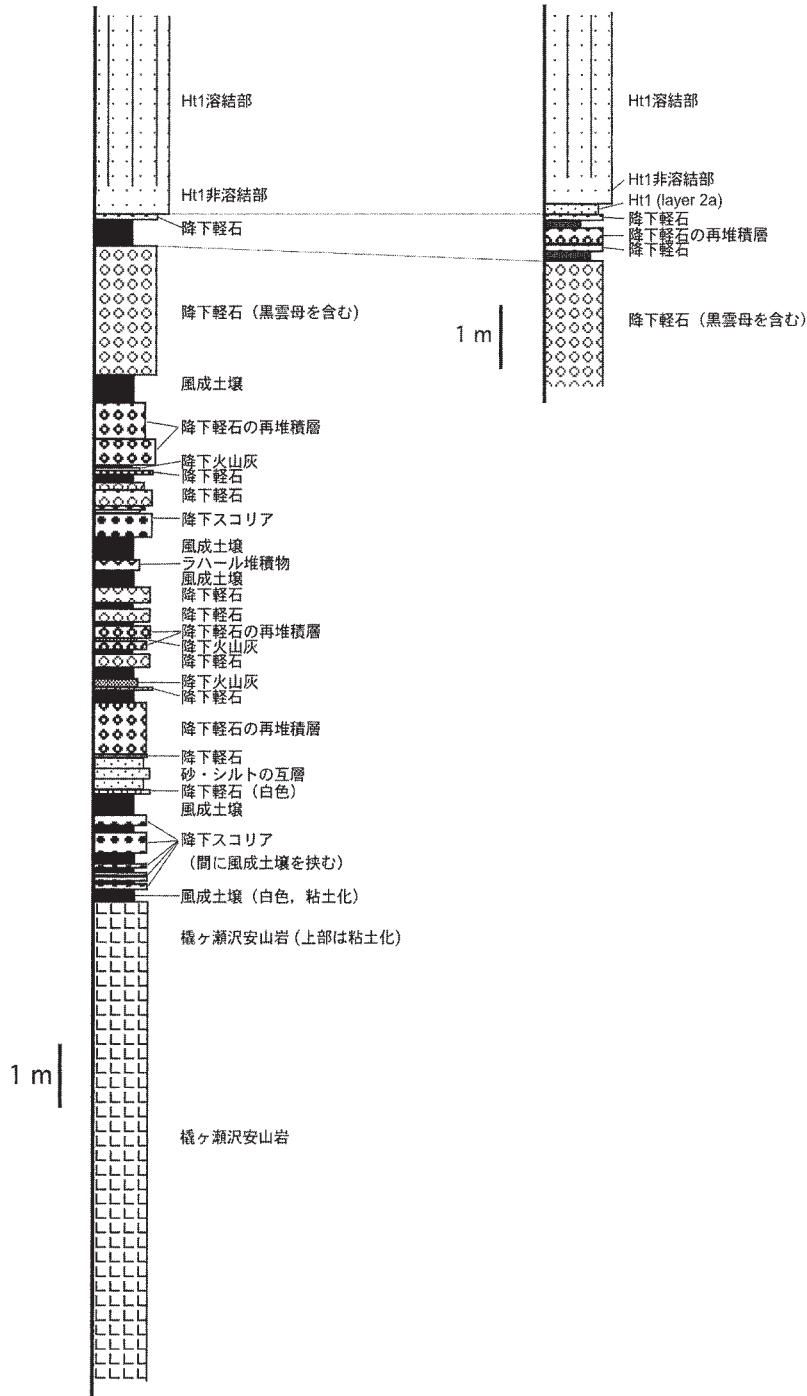 Ht1溶結部
Ht1非溶結部
降下軽石
降下軽石（黒雲母を含む）
風成土壌
降下軽石の再堆積層
降下火山灰
降下軽石
降下軽石
降下スコリア
風成土壌
ラハール堆積物
風成土壌
降下軽石
降下軽石
降下軽石の再堆積層
降下火山灰
降下軽石
降下火山灰
降下軽石
降下軽石の再堆積層
降下軽石
砂・シルトの互層
降下軽石（白色）
風成土壌
降下スコリア
（間に風成土壌を挟む）
風成土壌（白色，粘土化）
橇ヶ瀬沢安山岩 (上部は粘土化)
1 m
橇ヶ瀬沢安山岩
Ht1溶結部
Ht1非溶結部
Ht1 (layer 2a)
降下軽石
降下軽石の再堆積層
降下軽石
1 m
降下軽石（黒雲母を含む）